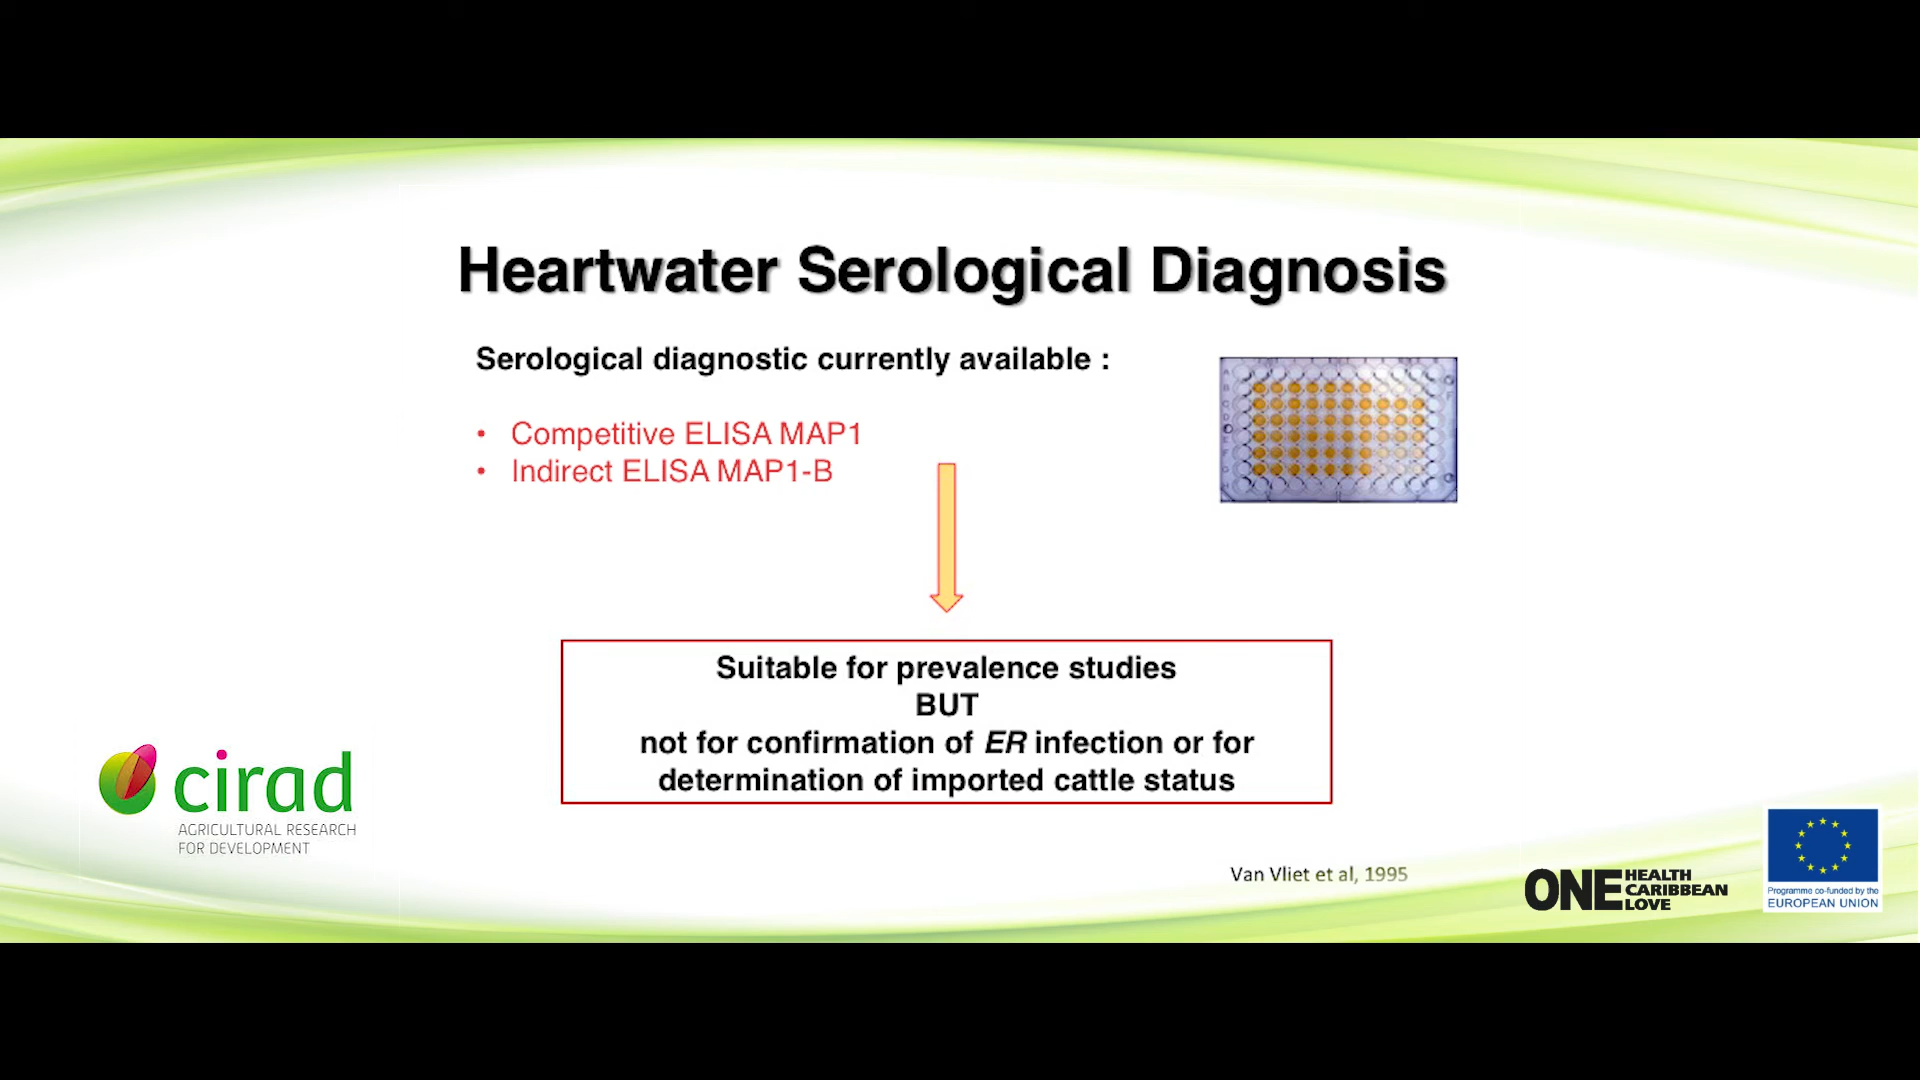 Heartwater Serological Diagnosis
Serological diagnostic currently available :
• Competitive ELISA MAP1
• Indirect ELISA MAP1-B
Suitable for prevalence studies
BUT
not for confirmation of ER infection or for
determination of imported cattle status
cirad
AGRICULTURAL RESEARCH
FOR DEVELOPMENT
Van Vliet et al, 1995
ONE HEALTH
CARIBBEAN
LOVE
Programme co-funded by the
EUROPEAN UNION